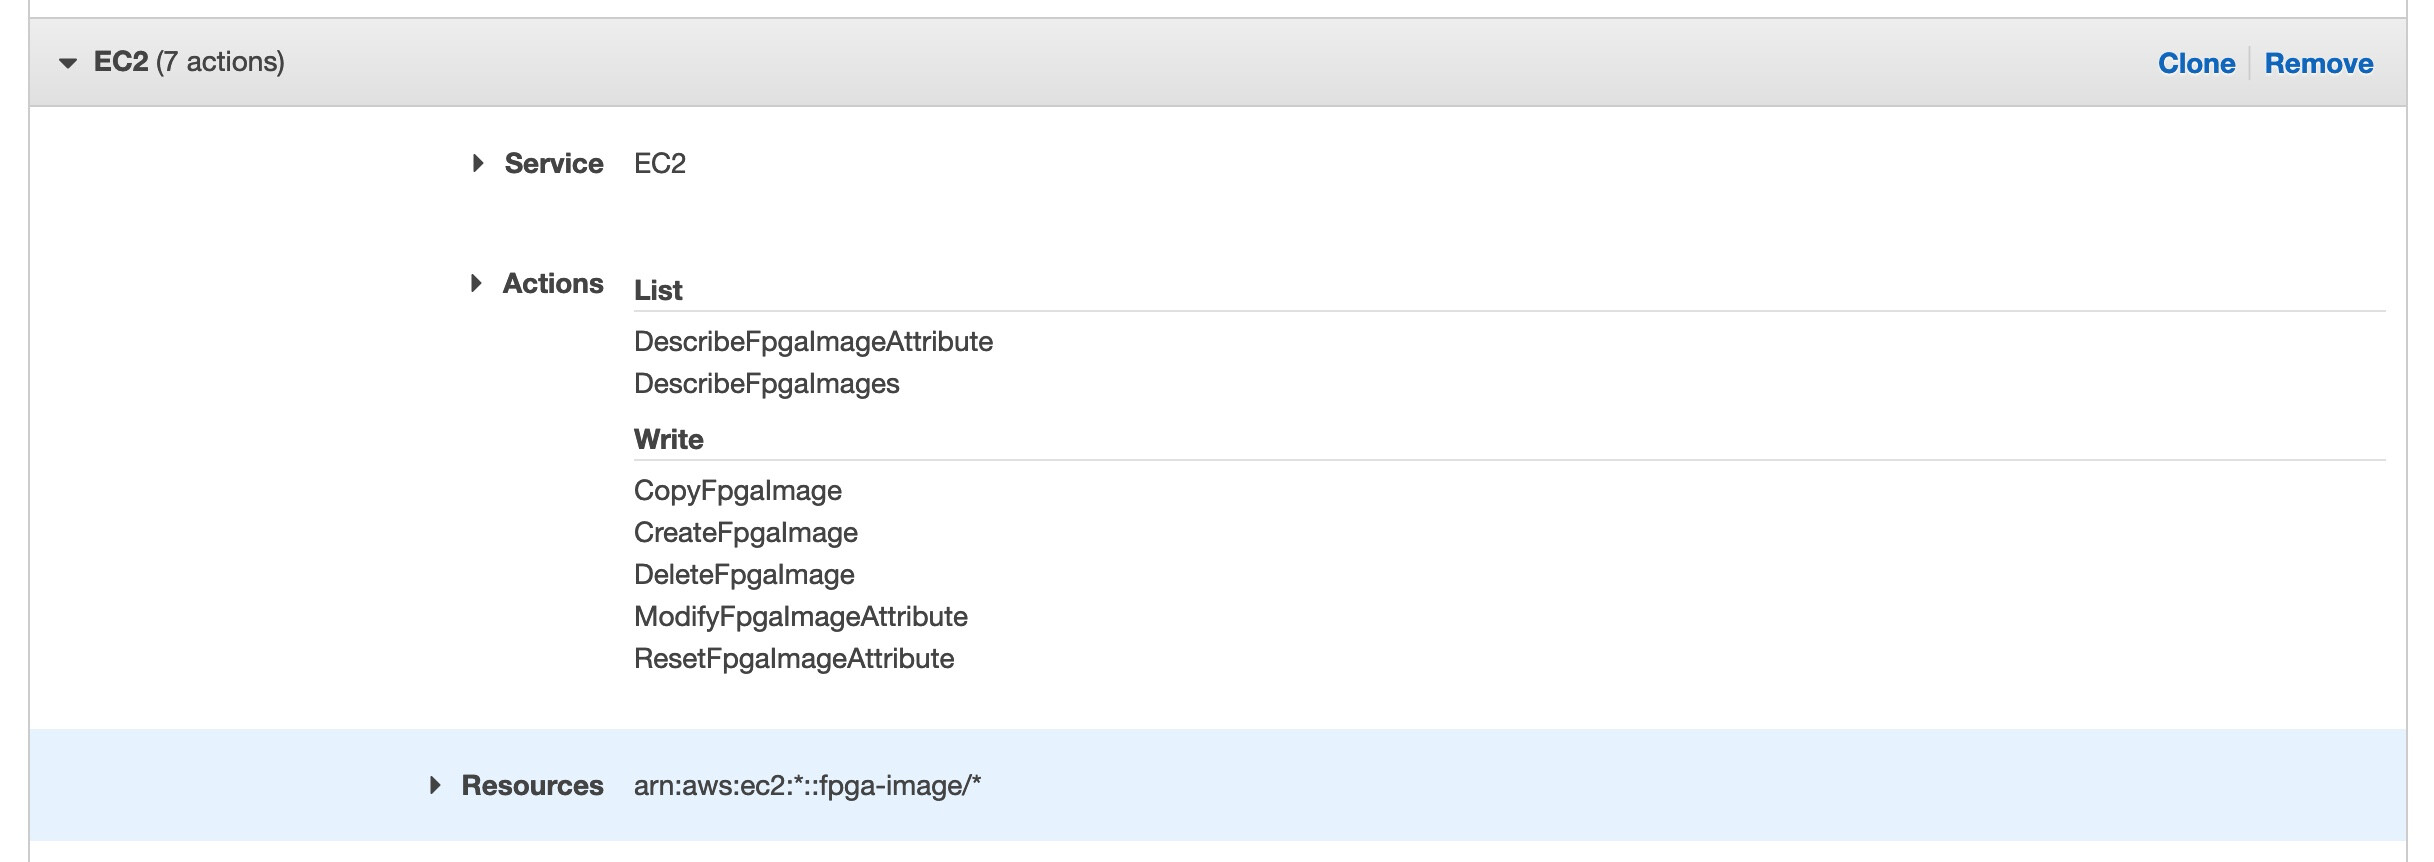 EC2 (7 actions)
Clone
Remove
Service EC2
Actions List
DescribeFpgaImageAttribute
DescribeFpgaImages
Write
CopyFpgaImage
CreateFpgaImage
DeleteFpgaImage
ModifyFpgaImageAttribute
ResetFpgaImageAttribute
Resources arn:aws:ec2:*::fpga-image/*